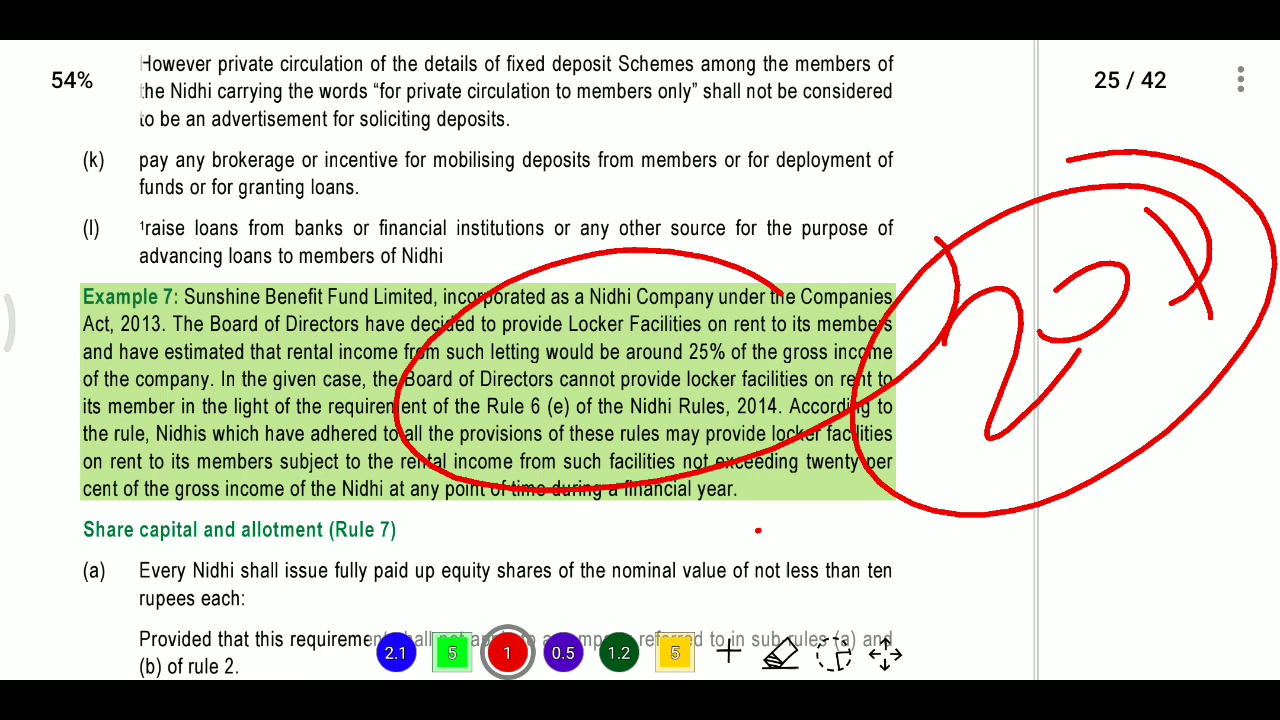 54%
25 / 42
However private circulation of the details of fixed deposit Schemes among the members of
the Nidhi carrying the words “for private circulation to members only” shall not be considered
to be an advertisement for soliciting deposits.
(k) pay any brokerage or incentive for mobilising deposits from members or for deployment of
funds or for granting loans.
(l) ¹raise loans from banks or financial institutions or any other source for the purpose of
advancing loans to members of Nidhi
Example 7: Sunshine Benefit Fund Limited, incorporated as a Nidhi Company under the Companies
Act, 2013. The Board of Directors have decided to provide Locker Facilities on rent to its members
and have estimated that rental income from such letting would be around 25% of the gross income
of the company. In the given case, the Board of Directors cannot provide locker facilities on rent to
its member in the light of the requirement of the Rule 6 (e) of the Nidhi Rules, 2014. According to
the rule, Nidhis which have adhered to all the provisions of these rules may provide locker facilities
on rent to its members subject to the rental income from such facilities not exceeding twenty per
cent of the gross income of the Nidhi at any point of time during a financial year.
Share capital and allotment (Rule 7)
(a) Every Nidhi shall issue fully paid up equity shares of the nominal value of not less than ten
rupees each:
Provided that this requirement shall not apply to a company referred to in sub-rules (a) and
(b) of rule 2.
2.1 5 1 0.5 1.2 5